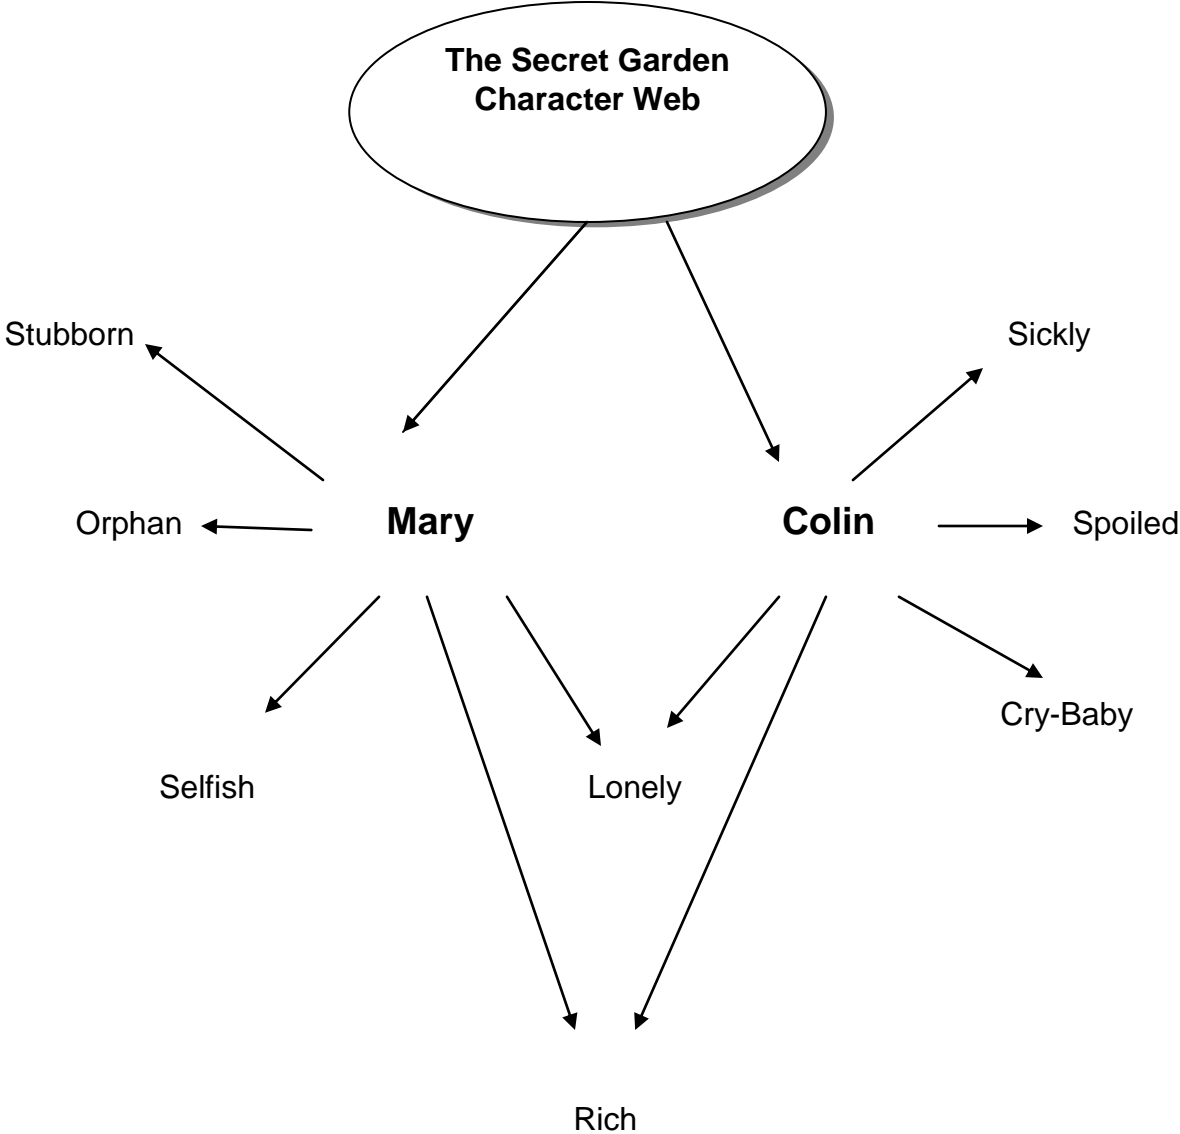 The Secret Garden
Character Web
Stubborn
Sickly
Orphan
Mary
Colin
Spoiled
Cry-Baby
Selfish
Lonely
Rich